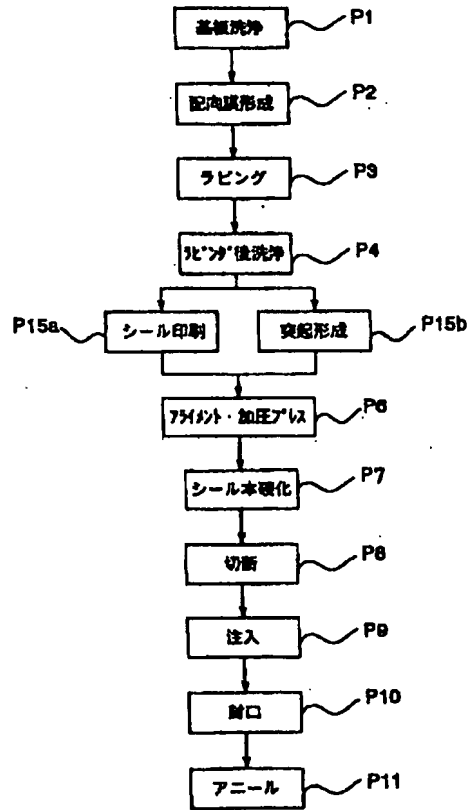 基板洗浄 P1
配向膜形成 P2
ラビング P3
ﾗﾋﾞﾝｸﾞ後洗浄 P4
P15a シール印刷 突起形成 P15b
ｱﾗｲﾒﾝﾄ・加圧ﾌﾟﾚｽ P6
シール本硬化 P7
切断 P8
注入 P9
封口 P10
アニール P11